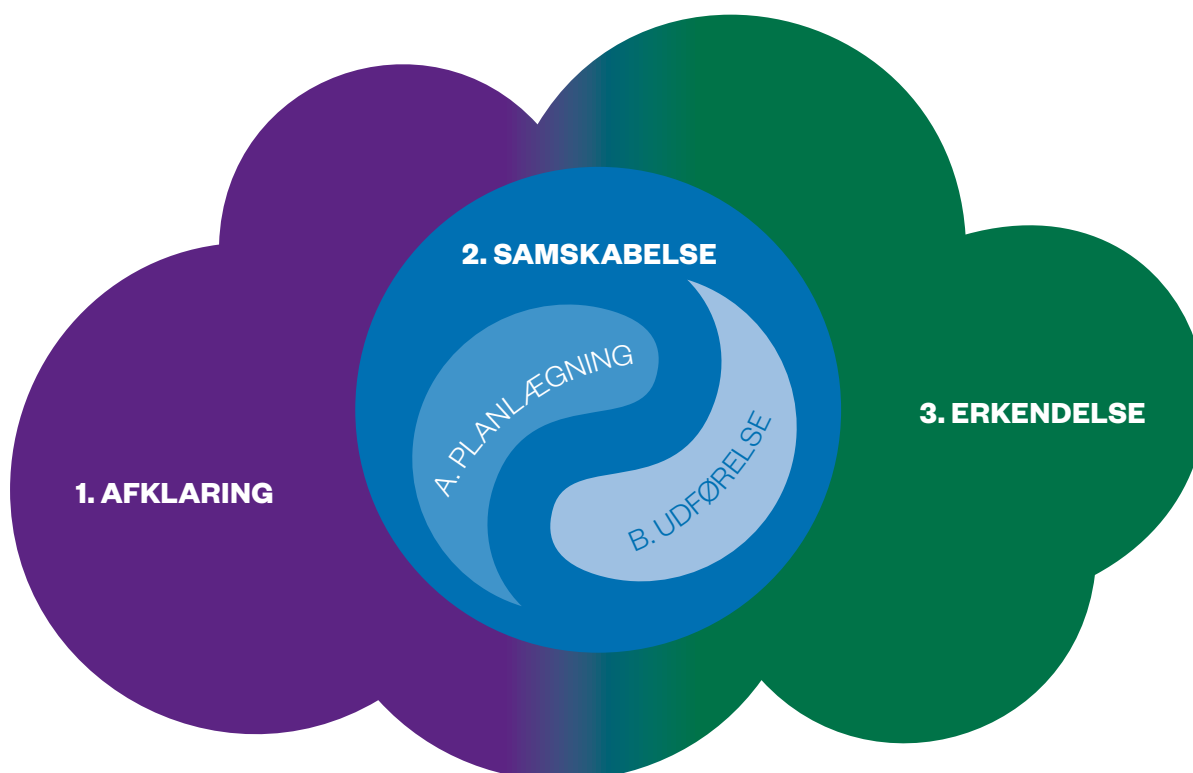 1. AFKLARING
2. SAMSKABELSE
A. PLANLÆGNING
B. UDFØRELSE
3. ERKENDELSE